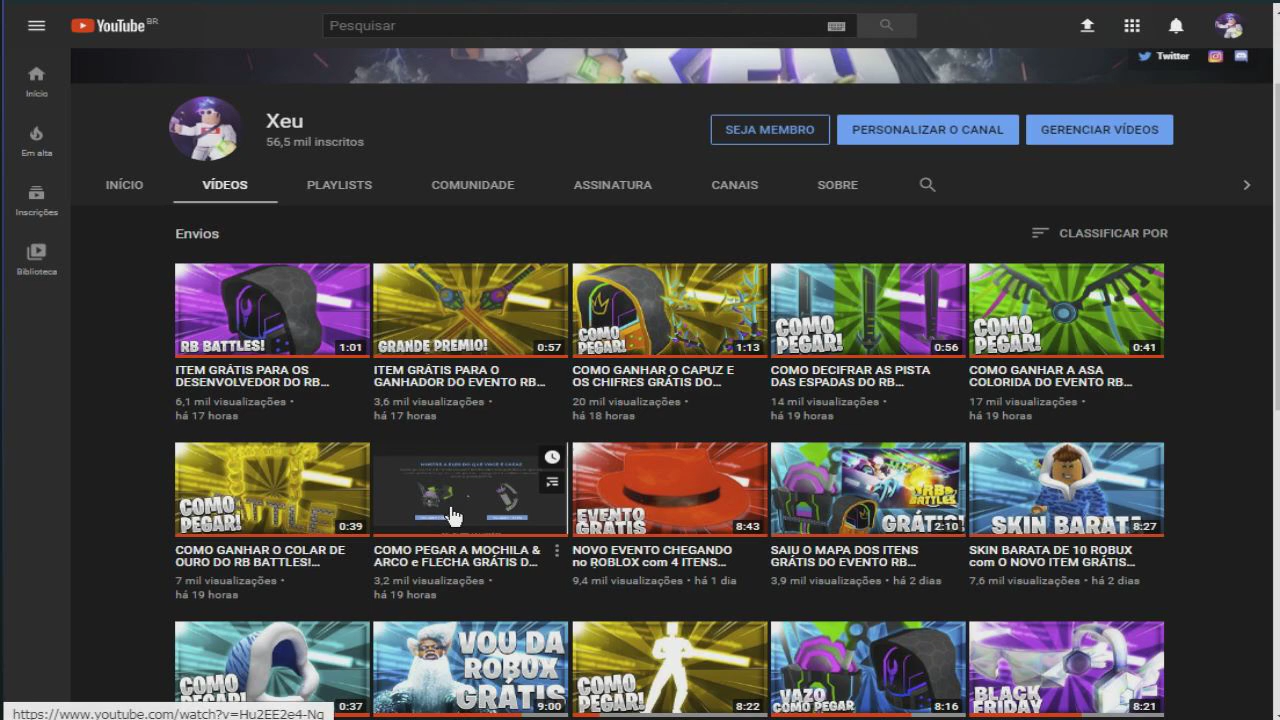 YouTube BR
Pesquisar
Twitter
Início
Em alta
Inscrições
Biblioteca
Xeu
56,5 mil inscritos
SEJA MEMBRO
PERSONALIZAR O CANAL
GERENCIAR VÍDEOS
INÍCIO
VÍDEOS
PLAYLISTS
COMUNIDADE
ASSINATURA
CANAIS
SOBRE
Envios
CLASSIFICAR POR
RB BATTLES!
1:01
GRANDE PREMIO!
0:57
COMO
PEGAR!
1:13
COMO
PEGAR!
0:56
COMO
PEGAR!
0:41
ITEM GRÁTIS PARA OS
DESENVOLVEDOR DO RB...
6,1 mil visualizações •
há 17 horas
ITEM GRÁTIS PARA O
GANHADOR DO EVENTO RB...
3,6 mil visualizações •
há 17 horas
COMO GANHAR O CAPUZ E
OS CHIFRES GRÁTIS DO...
20 mil visualizações •
há 18 horas
COMO DECIFRAR AS PISTA
DAS ESPADAS DO RB...
14 mil visualizações •
há 19 horas
COMO GANHAR A ASA
COLORIDA DO EVENTO RB...
17 mil visualizações •
há 19 horas
COMO
PEGAR!
0:39
EVENTO
GRATIS
8:43
RB
BATTLES
GRÁTIS!
2:10
SKIN BARATA
8:27
COMO GANHAR O COLAR DE
OURO DO RB BATTLES!...
7 mil visualizações •
há 19 horas
COMO PEGAR A MOCHILA &
ARCO e FLECHA GRÁTIS D...
3,2 mil visualizações •
há 19 horas
NOVO EVENTO CHEGANDO
no ROBLOX com 4 ITENS...
9,4 mil visualizações • há 1 dia
SAIU O MAPA DOS ITENS
GRÁTIS DO EVENTO RB...
3,9 mil visualizações • há 2 dias
SKIN BARATA DE 10 ROBUX
com O NOVO ITEM GRÁTIS...
7,6 mil visualizações • há 2 dias
COMO
PEGAR!
0:37
VOU DA
ROBUX
GRÁTIS
9:00
COMO
PEGAR!
8:22
VAZO
COMO PEGAR
8:16
BLACK
FRIDAY
8:21
https://www.youtube.com/watch?v=Hu2EE2e4-Ng